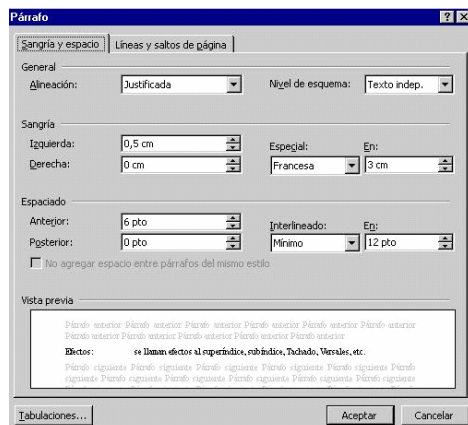 Párrafo
Sangría y espacio Líneas y saltos de página
General
Alineación: Justificada Nivel de esquema: Texto indep.
Sangría
Izquierda: 0,5 cm Especial: En:
Derecha: 0 cm Francesa 3 cm
Espaciado
Anterior: 6 pto Interlineado: En:
Posterior: 0 pto Mínimo 12 pto
No agregar espacio entre párrafos del mismo estilo
Vista previa
Párrafo anterior Párrafo anterior Párrafo anterior Párrafo anterior Párrafo anterior Párrafo anterior
Párrafo anterior Párrafo anterior Párrafo anterior Párrafo anterior Párrafo anterior
Efectos: se llaman efectos al superíndice, subíndice, Tachado, Versales, etc.
Párrafo siguiente Párrafo siguiente Párrafo siguiente Párrafo siguiente Párrafo siguiente Párrafo
siguiente Párrafo siguiente Párrafo siguiente Párrafo siguiente Párrafo siguiente Párrafo siguiente
Tabulaciones... Aceptar Cancelar